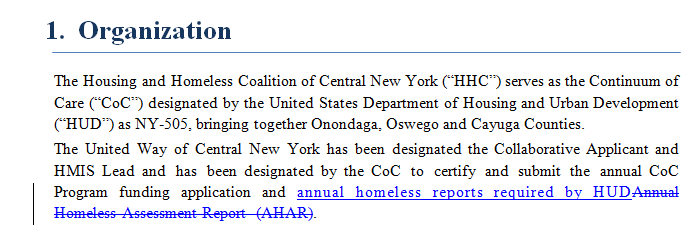 1. Organization
The Housing and Homeless Coalition of Central New York (“HHC”) serves as the Continuum of
Care (“CoC”) designated by the United States Department of Housing and Urban Development
(“HUD”) as NY-505, bringing together Onondaga, Oswego and Cayuga Counties.
The United Way of Central New York has been designated the Collaborative Applicant and
HMIS Lead and has been designated by the CoC to certify and submit the annual CoC
Program funding application and annual homeless reports required by HUDAnnual
Homeless Assessment Report (AHAR).